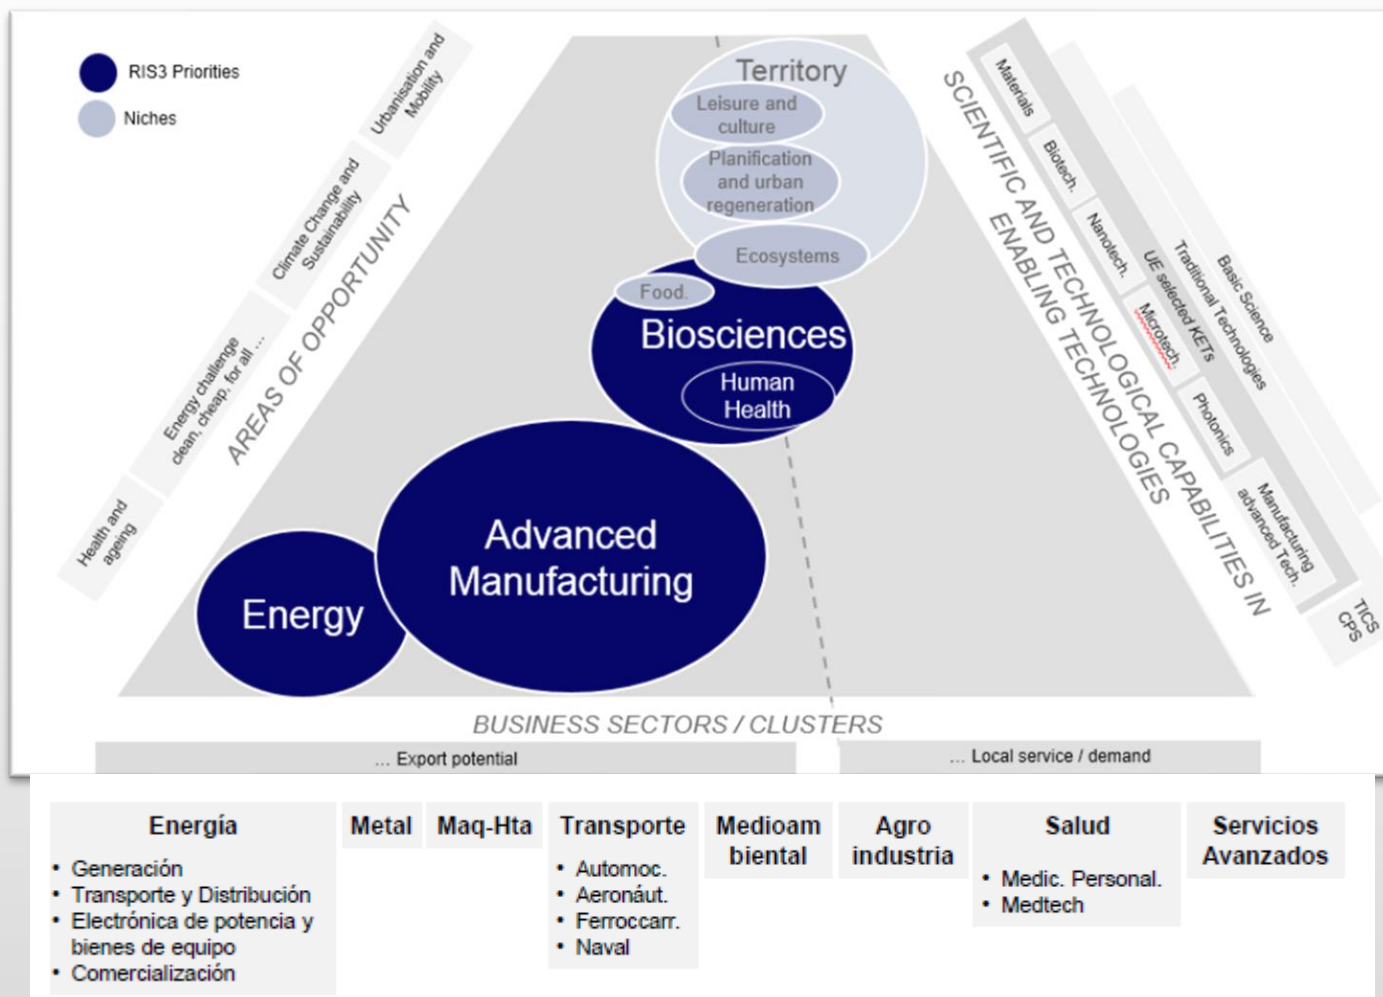 RIS3 Priorities
Niches
Urbanisation and
Mobility
Climate Change and
Sustainability
Energy challenge
clean, cheap, for all ...
Health and
ageing
AREAS OF OPPORTUNITY
Territory
Leisure and
culture
Planification
and urban
regeneration
Ecosystems
Food.
Biosciences
Human
Health
Advanced
Manufacturing
Energy
SCIENTIFIC AND TECHNOLOGICAL CAPABILITIES IN
ENABLING TECHNOLOGIES
Materials
Biotech.
Nanotech.
Microtech.
Photonics
Manufacturing
advanced Tech.
UE selected KETs
Traditional Technologies
Basic Science
TICS
CPS
BUSINESS SECTORS / CLUSTERS
... Export potential
... Local service / demand
Energía
• Generación
• Transporte y Distribución
• Electrónica de potencia y
bienes de equipo
• Comercialización
Metal
Maq-Hta
Transporte
• Automoc.
• Aeronáut.
• Ferroccarr.
• Naval
Medioam
biental
Agro
industria
Salud
• Medic. Personal.
• Medtech
Servicios
Avanzados